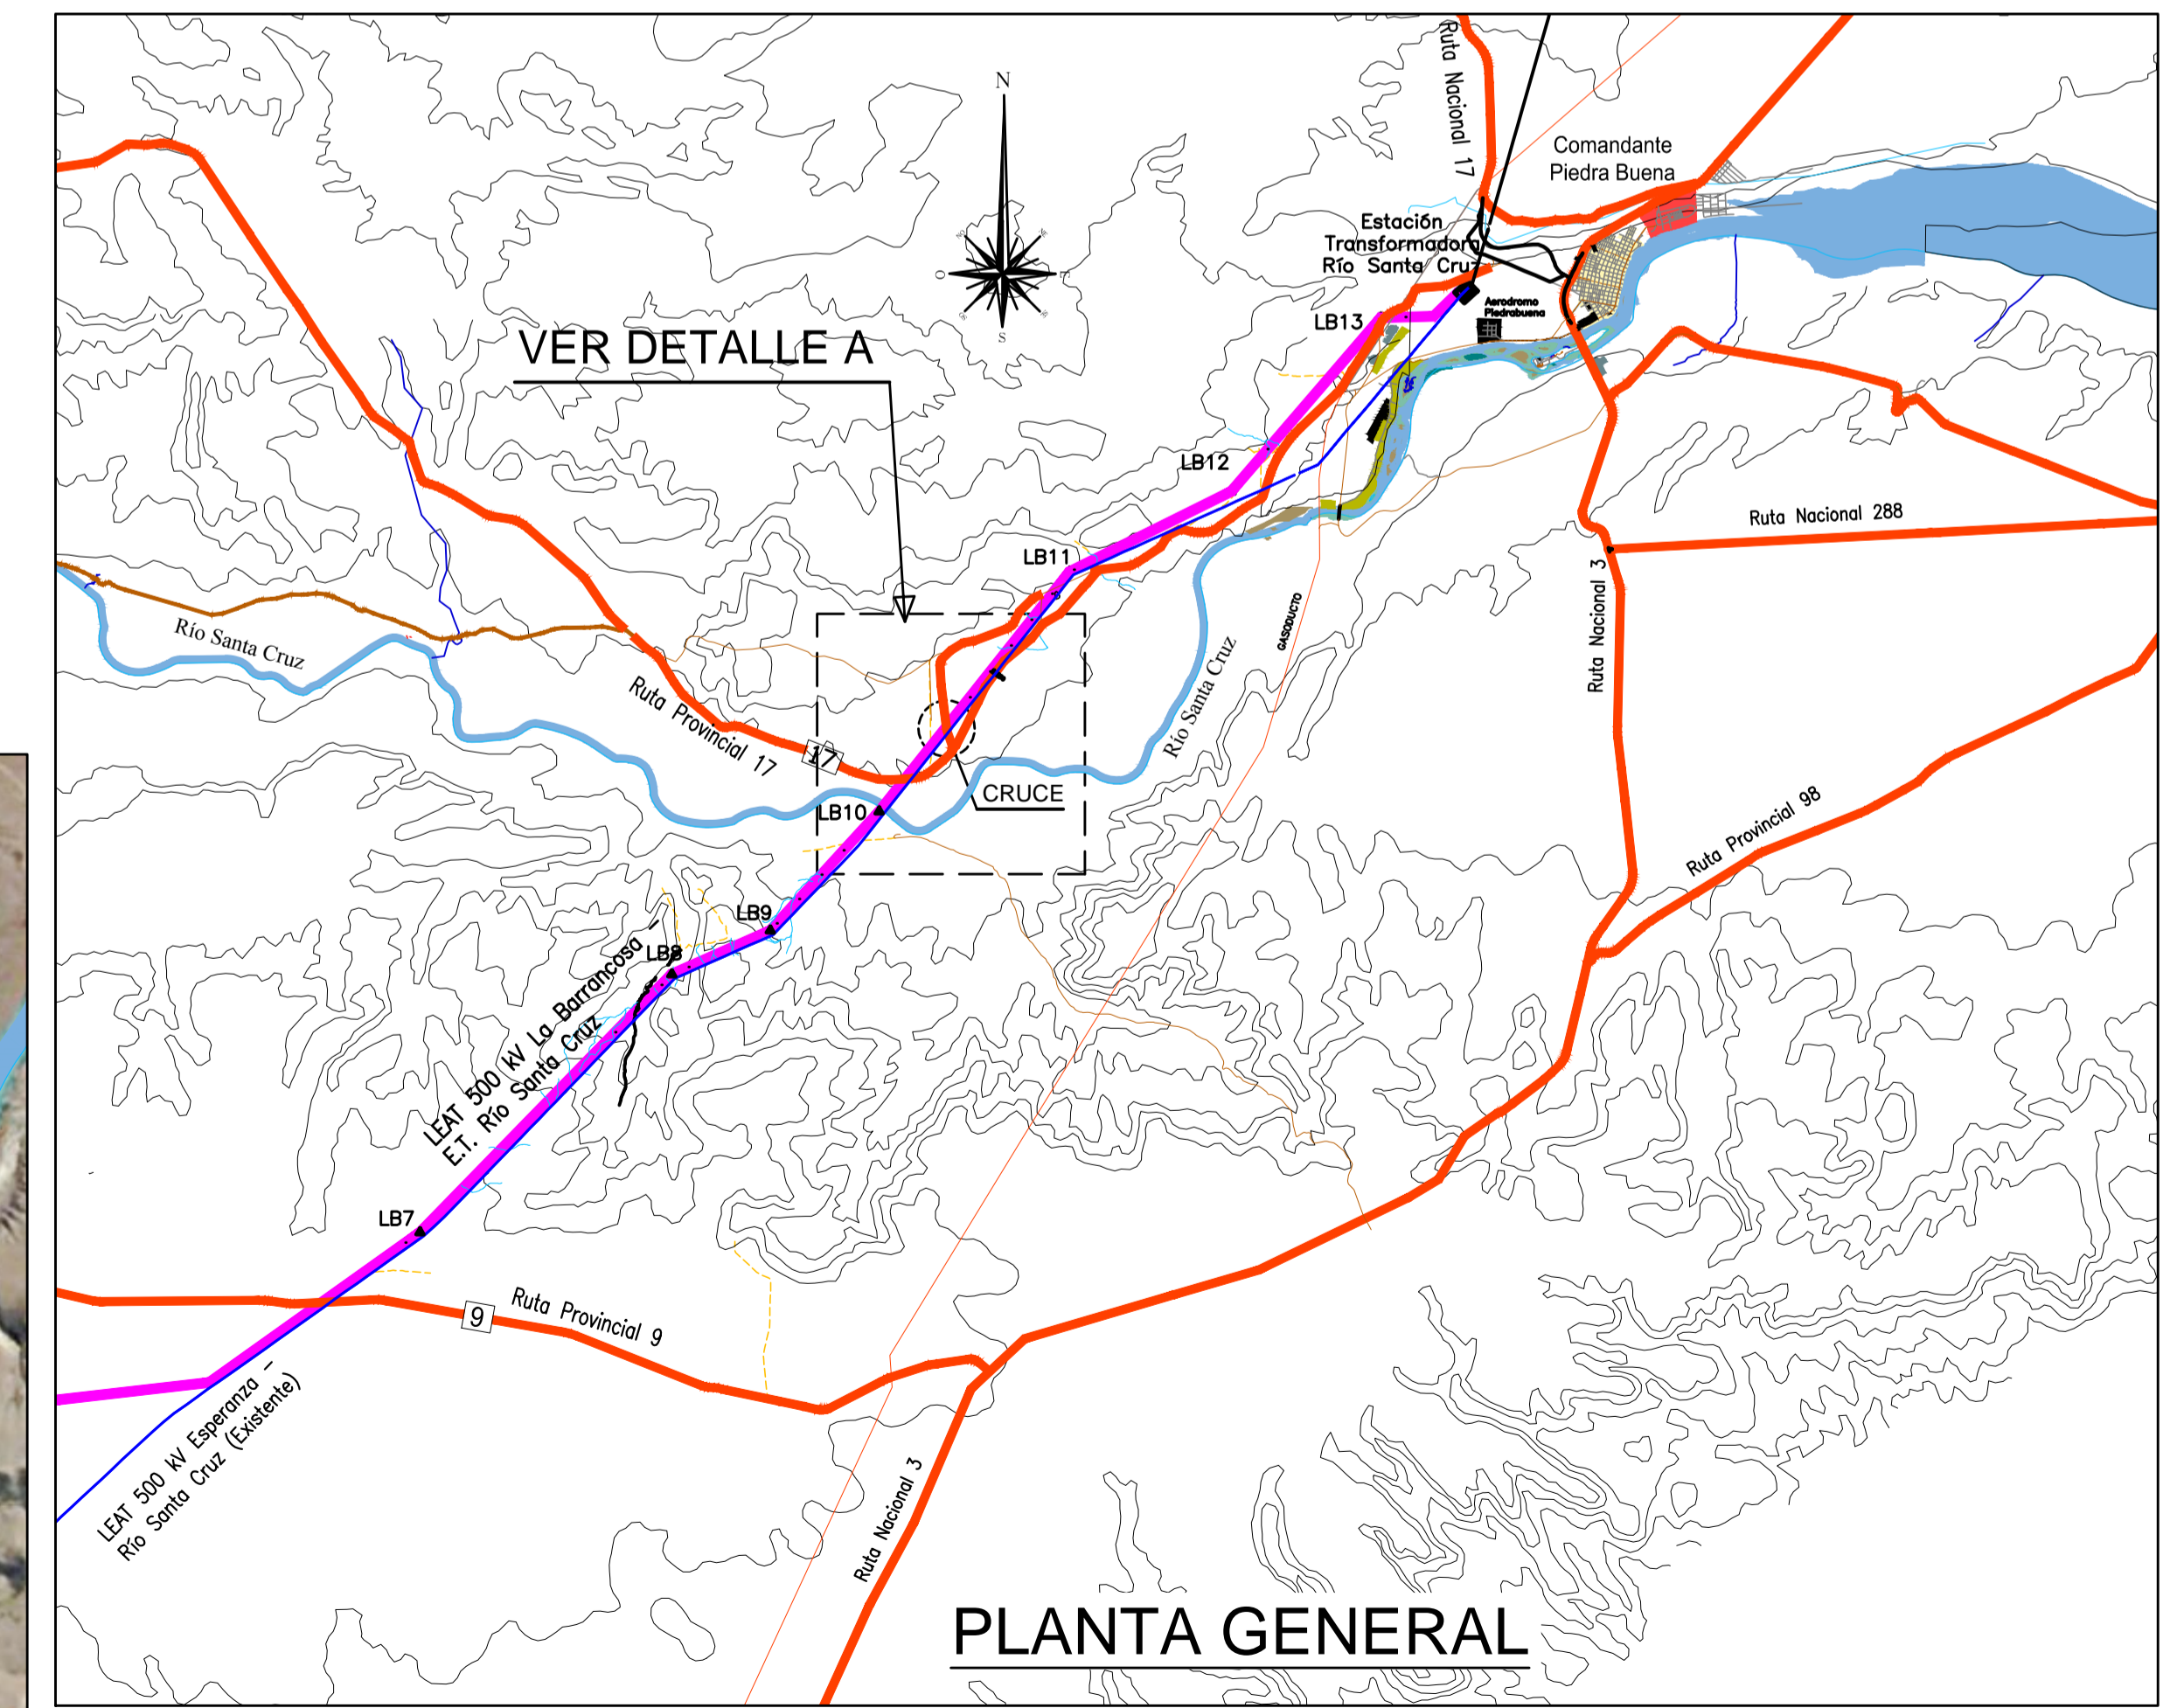 N
Ruta Nacional 17
Comandante
Piedra Buena
Estación
Transformadora
Río Santa Cruz
O
S
Aerodromo
Piedrabuena
LB13
VER DETALLE A
LB12
Ruta Nacional 288
LB11
Ruta Nacional 3
GASODUCTO
Río Santa Cruz
Río Santa Cruz
Ruta Provincial 17
17
CRUCE
LB10
Ruta Provincial 98
LB9
LB8
LEAT 500 kV La Barrancosa -
E.T. Río Santa Cruz
LB7
9
Ruta Provincial 9
LEAT 500 kV Esperanza -
Río Santa Cruz (Existente)
Ruta Nacional 3
PLANTA GENERAL